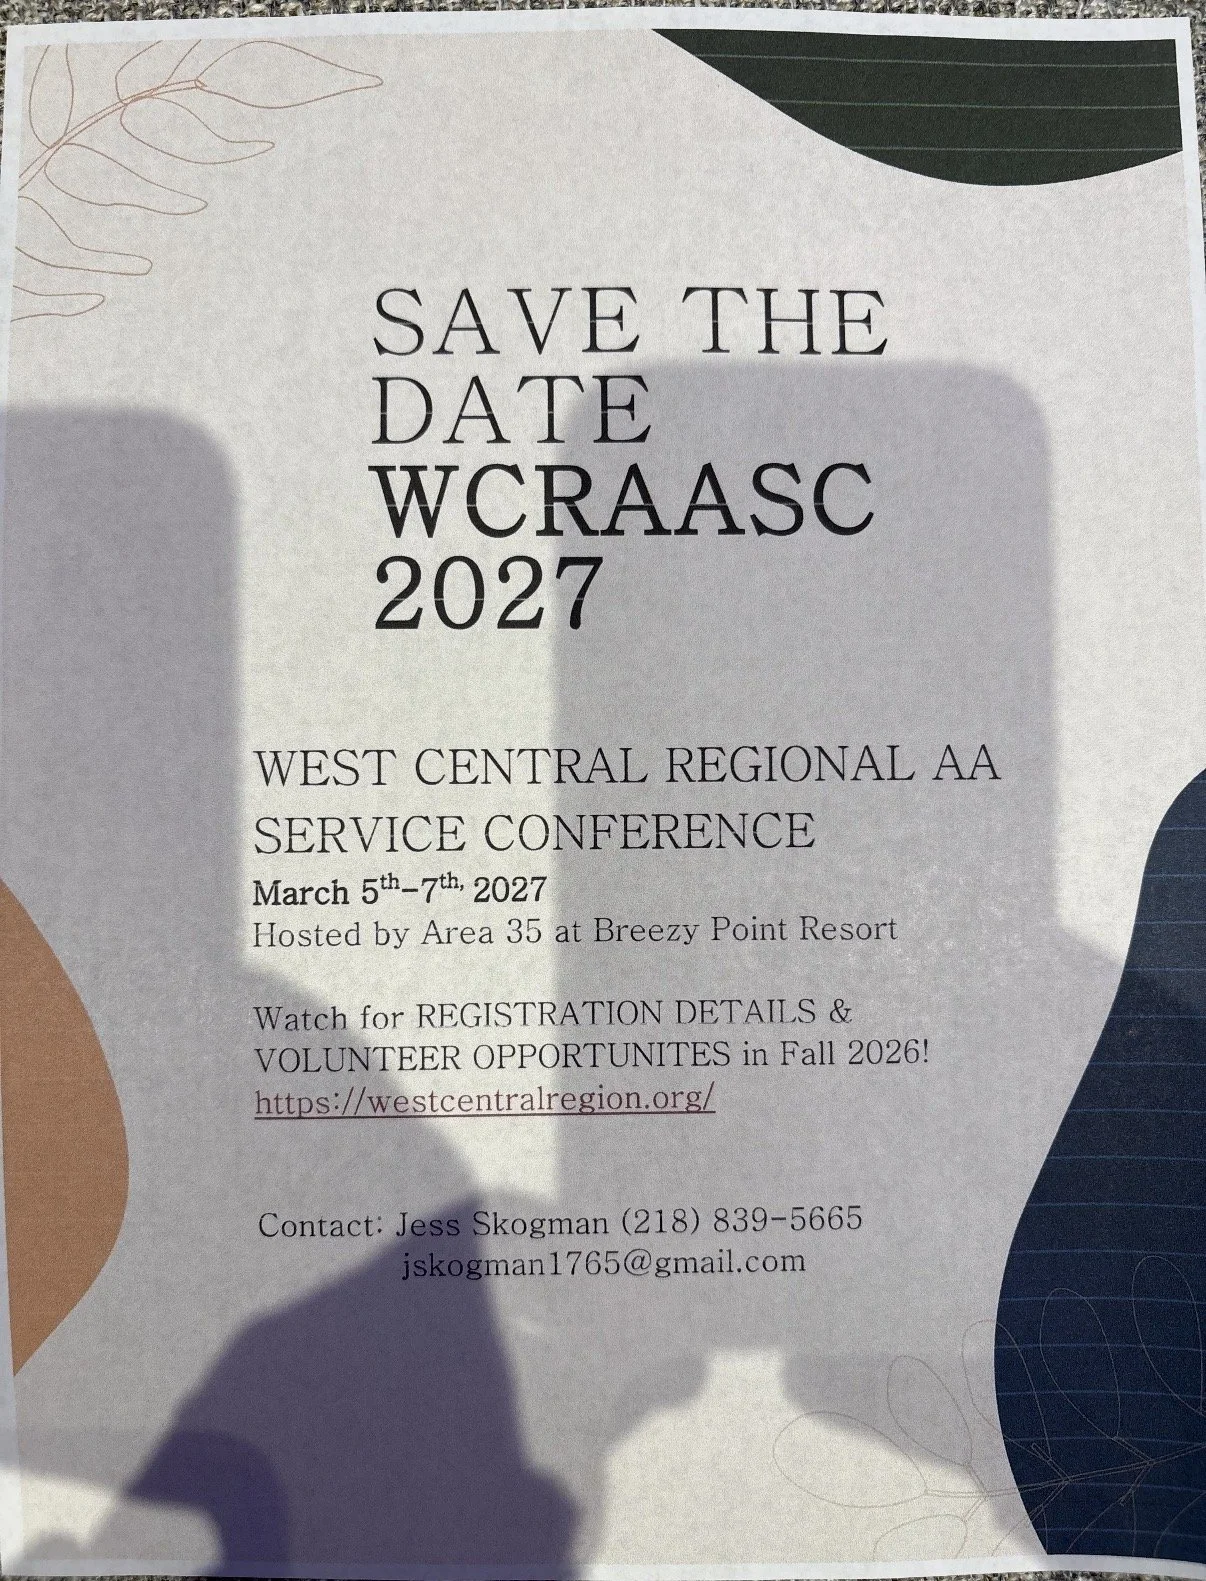 SAVE THE
DATE
WCRAASC
2027
WEST CENTRAL REGIONAL AA
SERVICE CONFERENCE
March 5th-7th, 2027
Hosted by Area 35 at Breezy Point Resort
Watch for REGISTRATION DETAILS &
VOLUNTEER OPPORTUNITES in Fall 2026!
https://westcentralregion.org/
Contact: Jess Skogman (218) 839-5665
jskogman1765@gmail.com